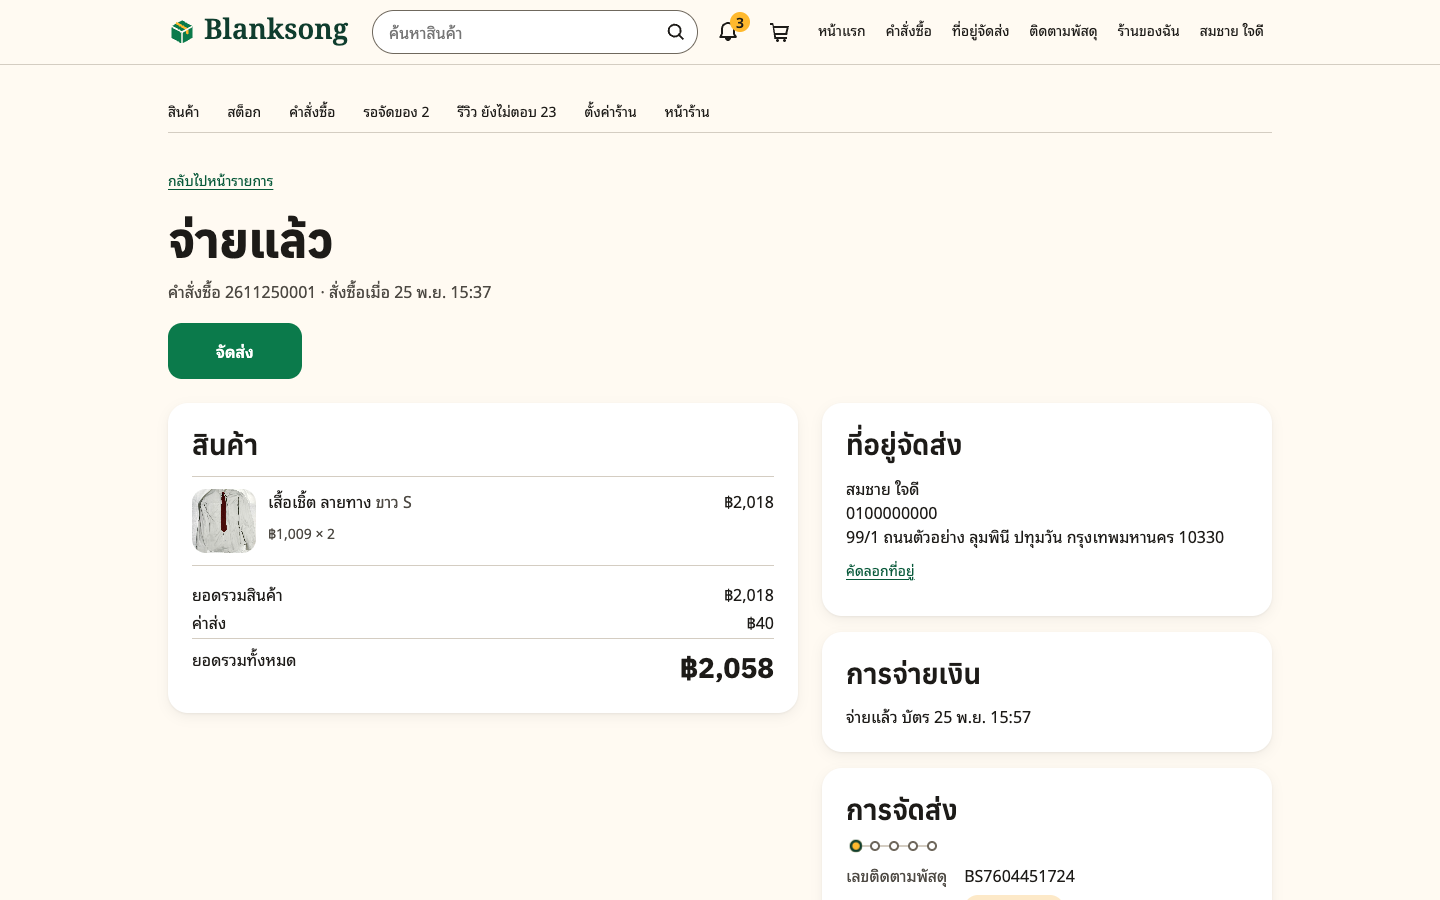 Blanksong
ค้นหาสินค้า
3
หน้าแรก
คำสั่งซื้อ
ที่อยู่จัดส่ง
ติดตามพัสดุ
ร้านของฉัน
สมชาย ใจดี
สินค้า
สต็อก
คำสั่งซื้อ
รอจัดของ 2
รีวิว ยังไม่ตอบ 23
ตั้งค่าร้าน
หน้าร้าน
กลับไปหน้ารายการ
จ่ายแล้ว
คำสั่งซื้อ 2611250001 · สั่งซื้อเมื่อ 25 พ.ย. 15:37
จัดส่ง
สินค้า
เสื้อเชิ้ต ลายทาง ขาว S
฿2,018
฿1,009 × 2
ยอดรวมสินค้า
฿2,018
ค่าส่ง
฿40
ยอดรวมทั้งหมด
฿2,058
ที่อยู่จัดส่ง
สมชาย ใจดี
0100000000
99/1 ถนนตัวอย่าง ลุมพินี ปทุมวัน กรุงเทพมหานคร 10330
คัดลอกที่อยู่
การจ่ายเงิน
จ่ายแล้ว บัตร 25 พ.ย. 15:57
การจัดส่ง
เลขติดตามพัสดุ
BS7604451724